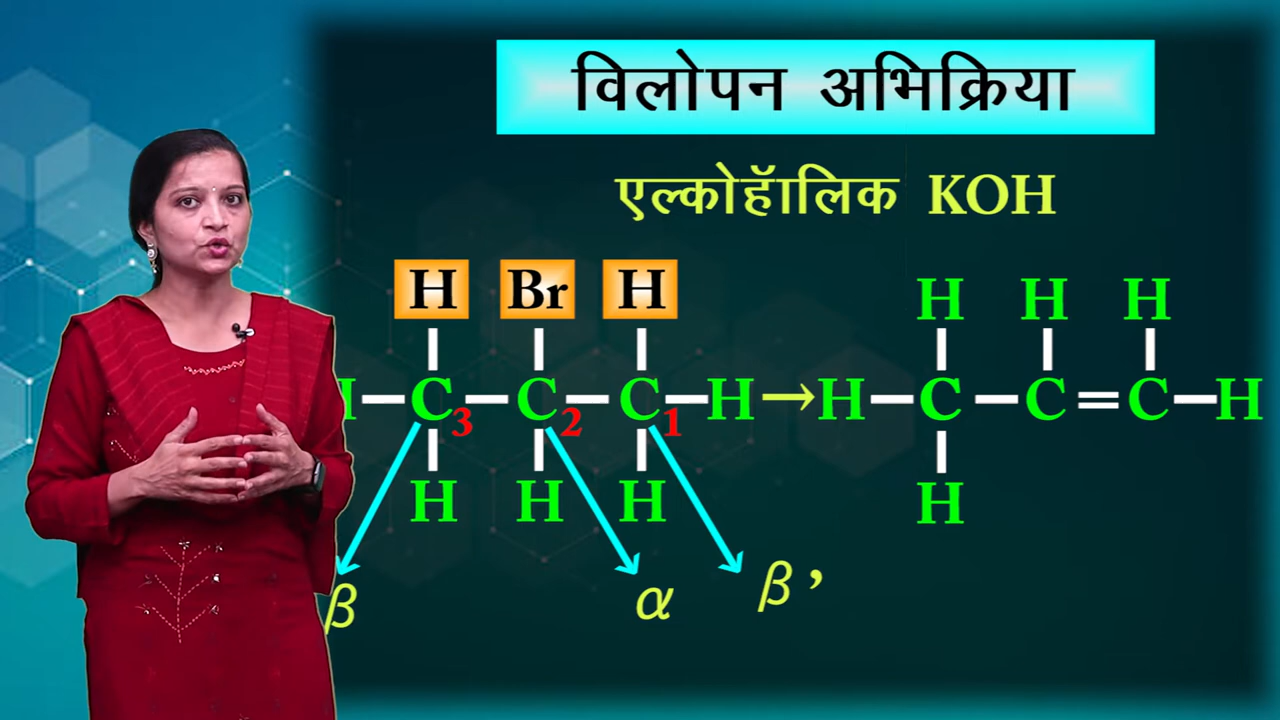 विलोपन अभिक्रिया
एल्कोहॅालिक KOH
H Br H H H H
C3 C2 C1 H → H C C = C H
H H H H
β α β’